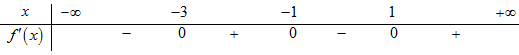 x −∞ −3 −1 1 +∞
f′(x) − 0 + 0 − 0 +